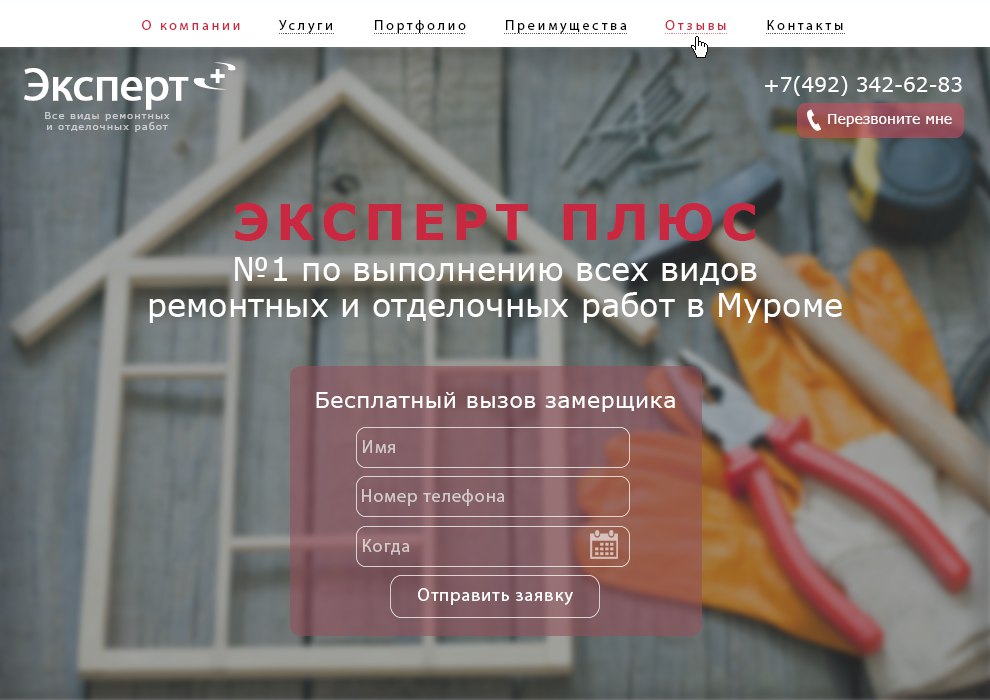 О компании Услуги Портфолио Преимущества Отзывы Контакты
Эксперт+
Все виды ремонтных
и отделочных работ
+7(492) 342-62-83
Перезвоните мне
ЭКСПЕРТ ПЛЮС
№1 по выполнению всех видов
ремонтных и отделочных работ в Муроме
Бесплатный вызов замерщика
Имя
Номер телефона
Когда
Отправить заявку